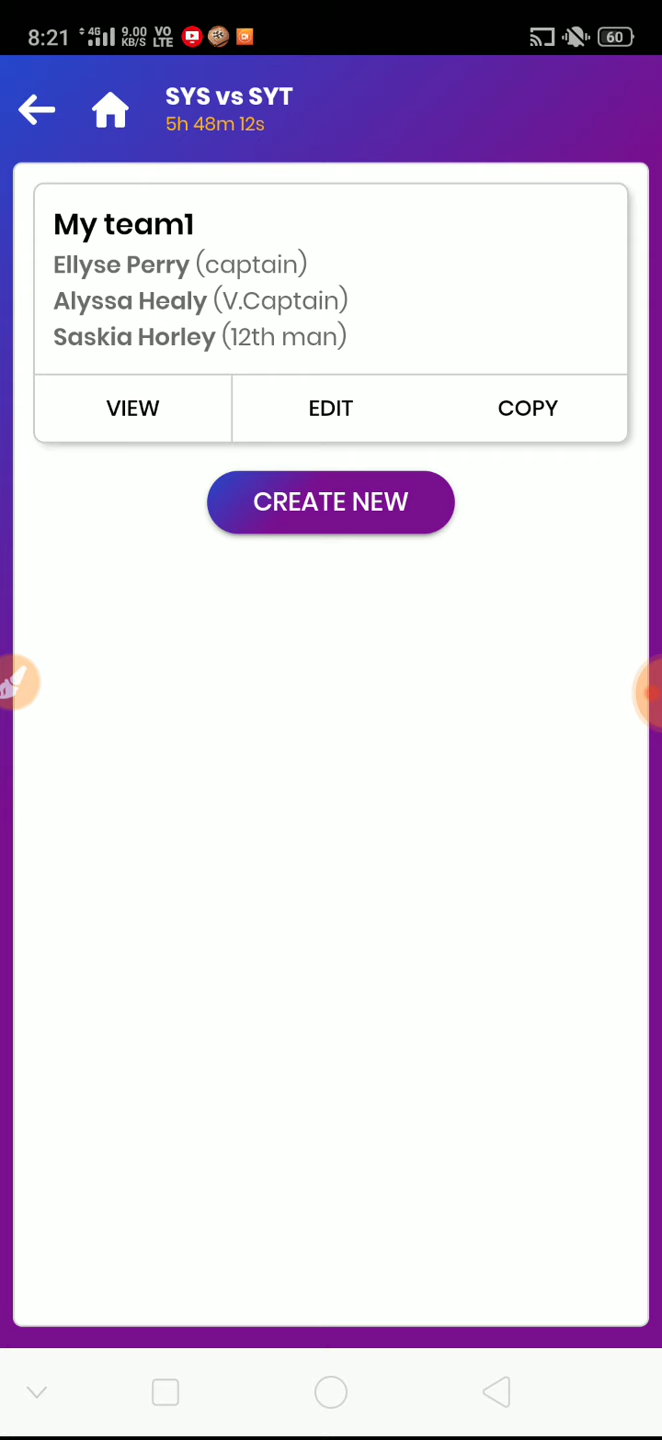 8:21 4G 9.00 KB/S VO LTE 60
SYS vs SYT
5h 48m 12s
My team1
Ellyse Perry (captain)
Alyssa Healy (V.Captain)
Saskia Horley (12th man)
VIEW EDIT COPY
CREATE NEW